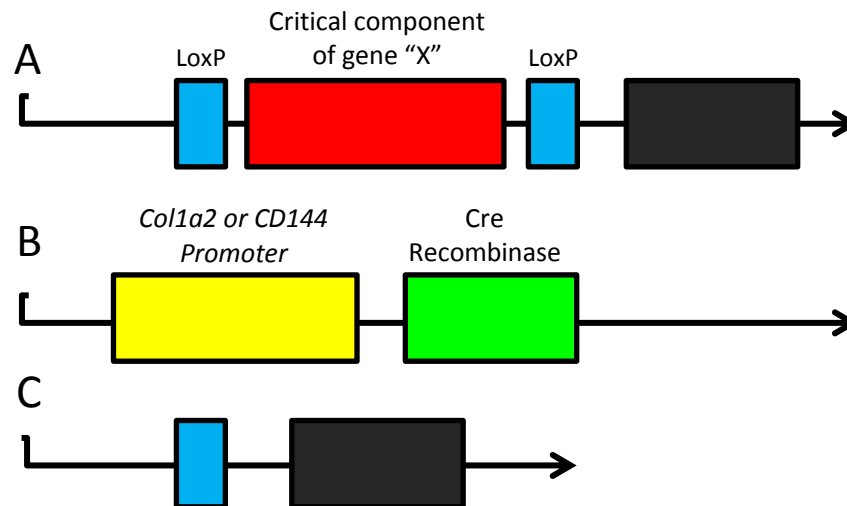 Critical component
of gene “X”
A
LoxP
LoxP
B
Col1a2 or CD144
Promoter
Cre
Recombinase
C